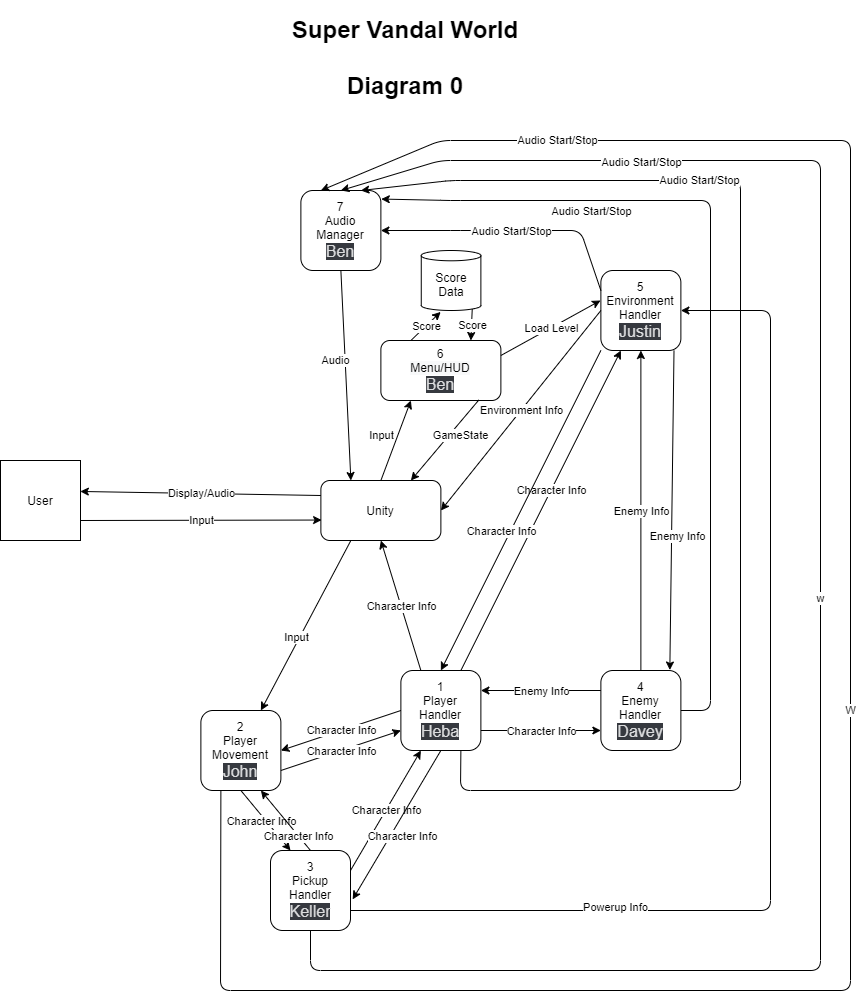 Super Vandal World
Diagram 0
Audio Start/Stop
Audio Start/Stop
Audio Start/Stop
Audio Start/Stop
Audio Start/Stop
7
Audio
Manager
Ben
Score
Data
5
Environment
Handler
Justin
Score
Score
Load Level
6
Menu/HUD
Ben
Audio
Environment Info
Input
GameState
User
Display/Audio
Input
Unity
Character Info
Character Info
Enemy Info
Enemy Info
w
Character Info
Input
W
1
Player
Handler
Heba
Enemy Info
Character Info
4
Enemy
Handler
Davey
2
Player
Movement
John
Character Info
Character Info
Character Info
Character Info
Character Info
Character Info
3
Pickup
Handler
Keller
Powerup Info